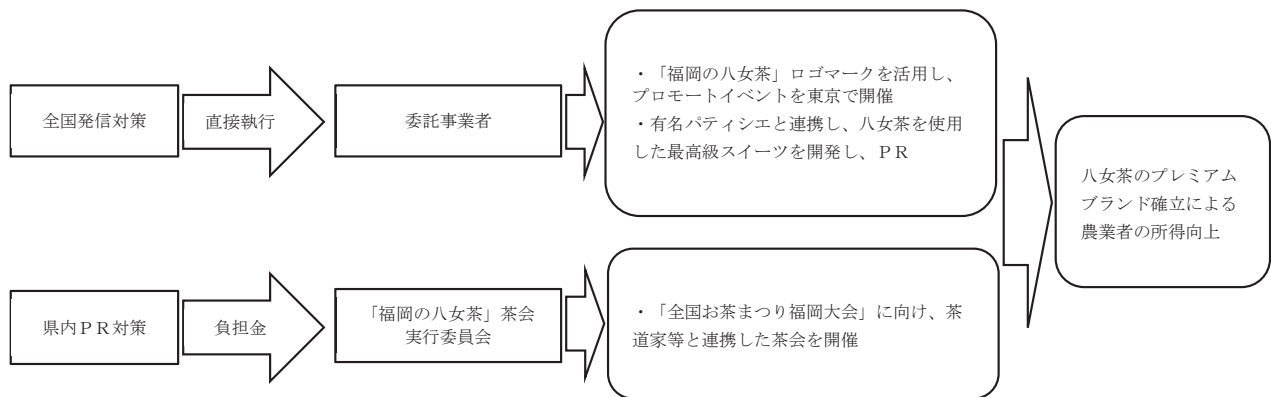 全国発信対策
直接執行
委託事業者
・「福岡の八女茶」ロゴマークを活用し、
プロモートイベントを東京で開催
・有名パティシエと連携し、八女茶を使用
した最高級スイーツを開発し、ＰＲ
県内ＰＲ対策
負担金
「福岡の八女茶」茶会
実行委員会
・「全国お茶まつり福岡大会」に向け、茶
道家等と連携した茶会を開催
八女茶のプレミアム
ブランド確立による
農業者の所得向上